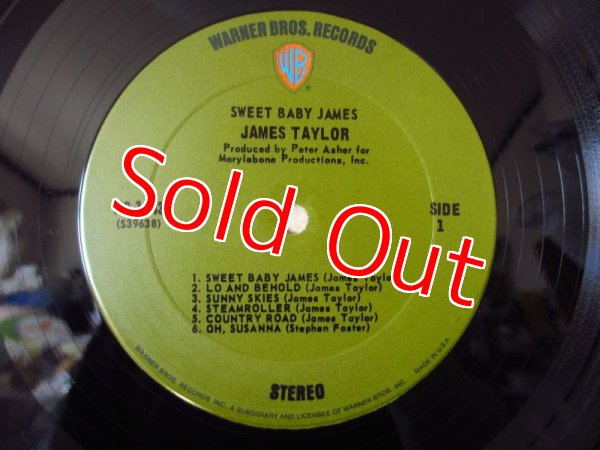 WARNER BROS. RECORDS
WB
®
SWEET BABY JAMES
JAMES TAYLOR
Produced by Peter Asher for
Marylebone Productions, Inc.
Sold Out
(S39638)
SIDE
1
1. SWEET BABY JAMES (James
2. LO AND BEHOLD (James Taylor)
3. SUNNY SKIES (James Taylor)
4. STEAMROLLER (James Taylor)
5. COUNTRY ROAD (James Taylor)
6. OH, SUSANNA (Stephen Foster)
STEREO
WARNER BROS. RECORDS INC. - A SUBSIDIARY AND LICENSEE OF WARNER BROS. INC.
MADE IN U.S.A.